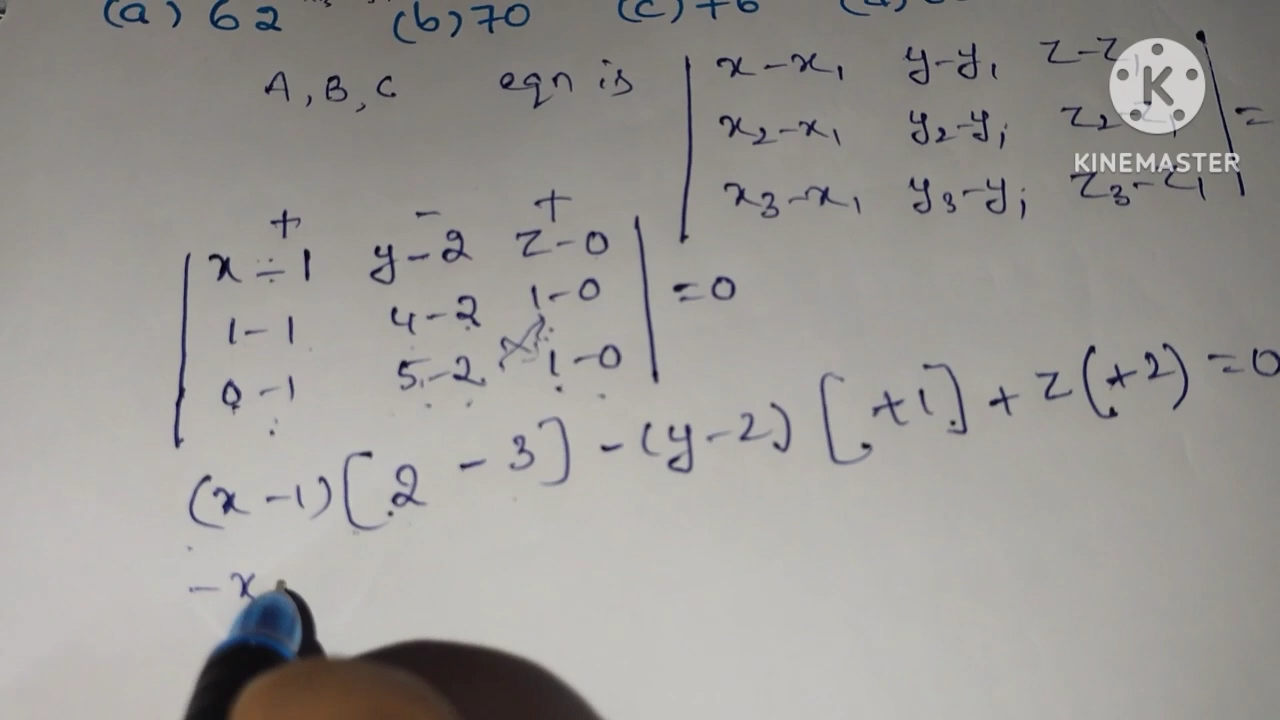 (a) 62 (b) 70 (c) 76
A, B, C eqn is | x-x₁ y-y₁ z-z₁ |
| x₂-x₁ y₂-y₁ z₂-z₁ | =
| x₃-x₁ y₃-y₁ z₃-z₁ |
K
KINEMASTER
+ - +
| x-1 y-2 z-0 |
| 1-1 4-2 1-0 | =0
| 0-1 5-2 1-0 |
(x-1)[2-3] -(y-2)[+1] + z(+2) =0
-x